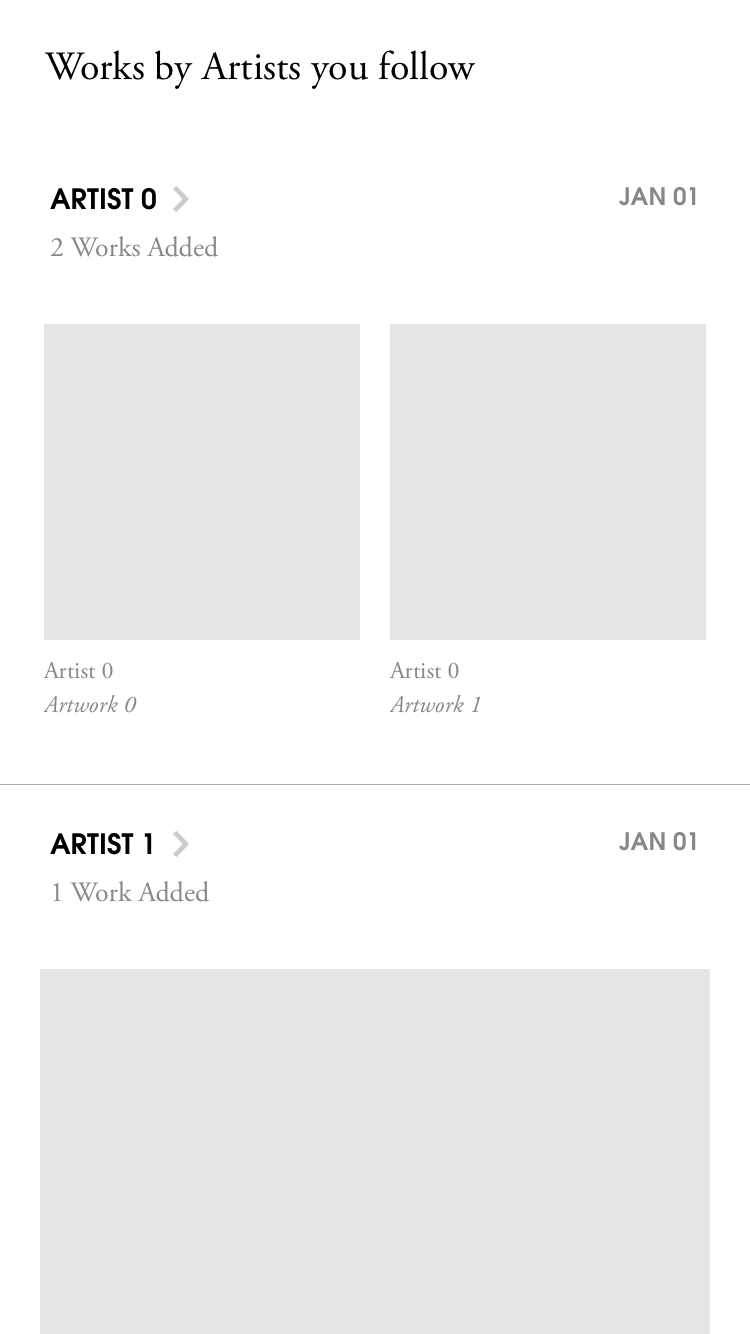 Works by Artists you follow
ARTIST 0
JAN 01
2 Works Added
Artist 0
Artwork 0
Artist 0
Artwork 1
ARTIST 1
JAN 01
1 Work Added